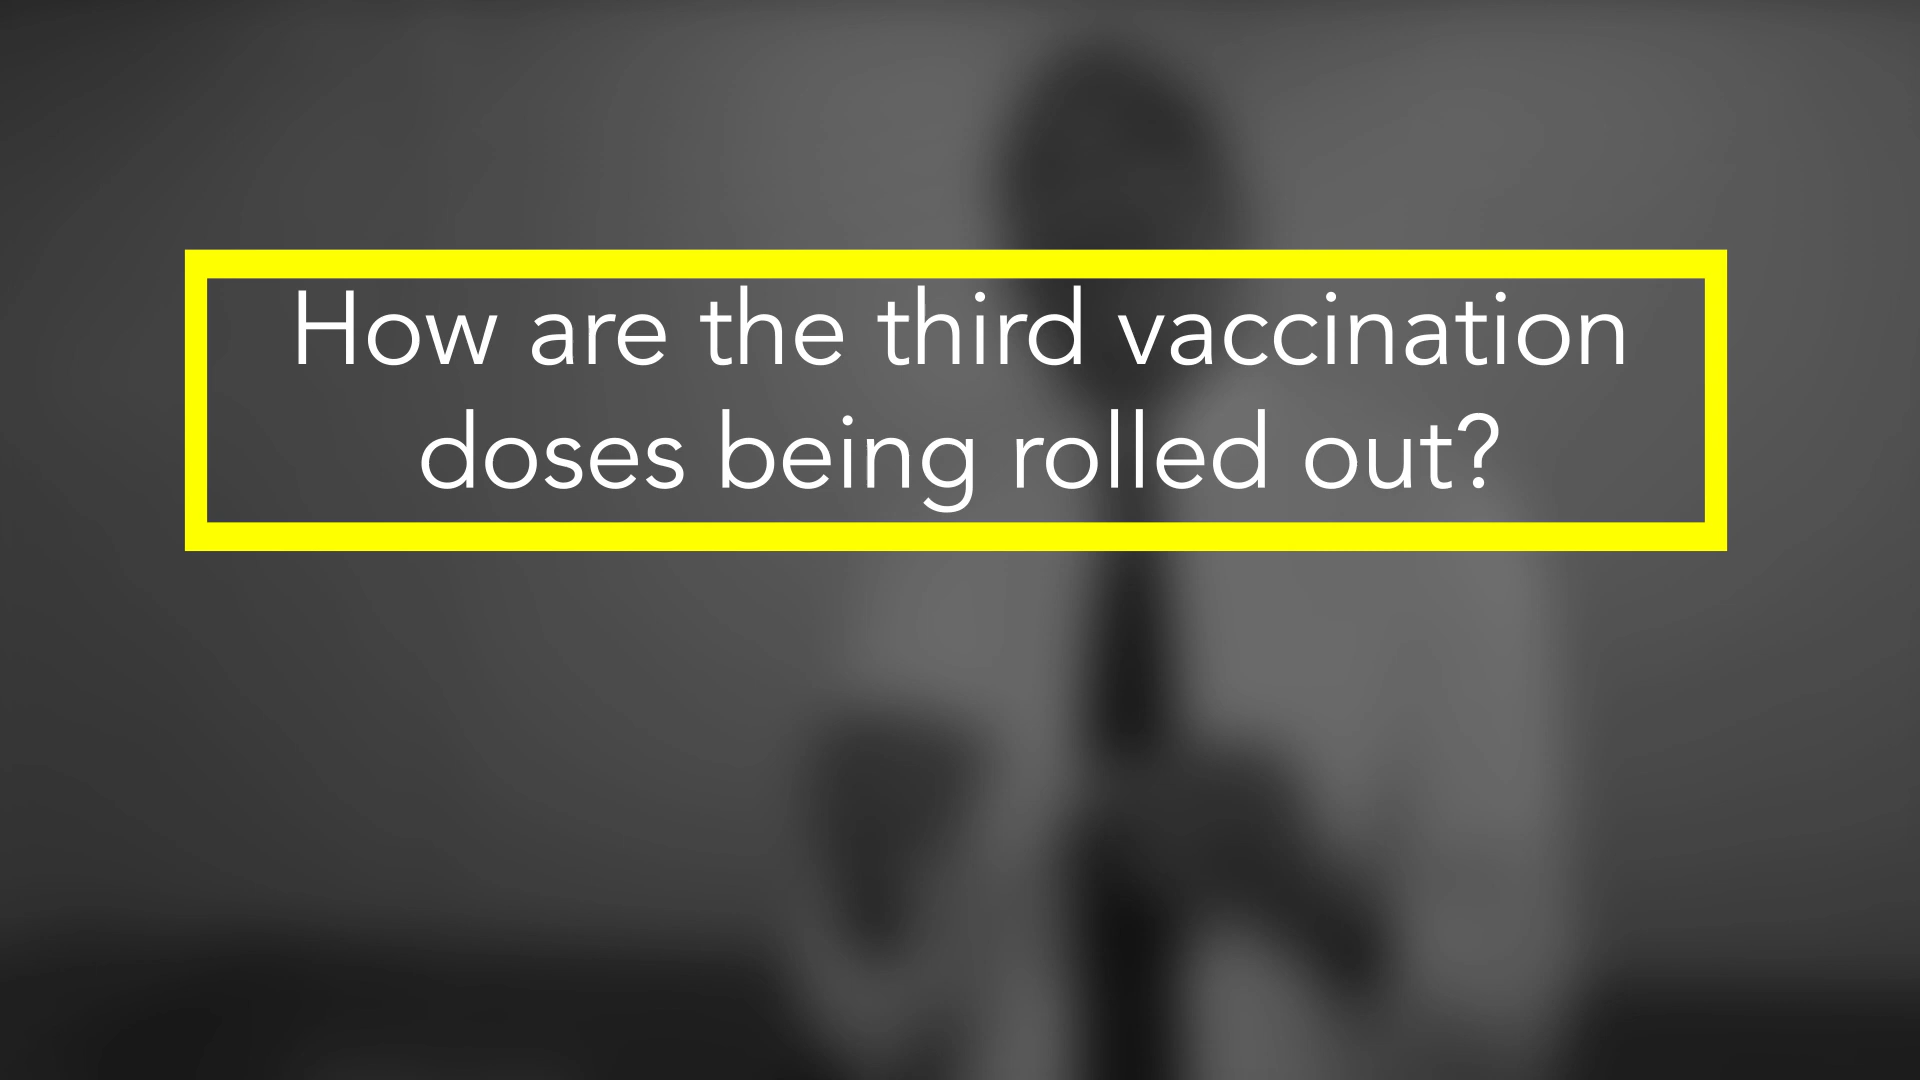 How are the third vaccination
doses being rolled out?